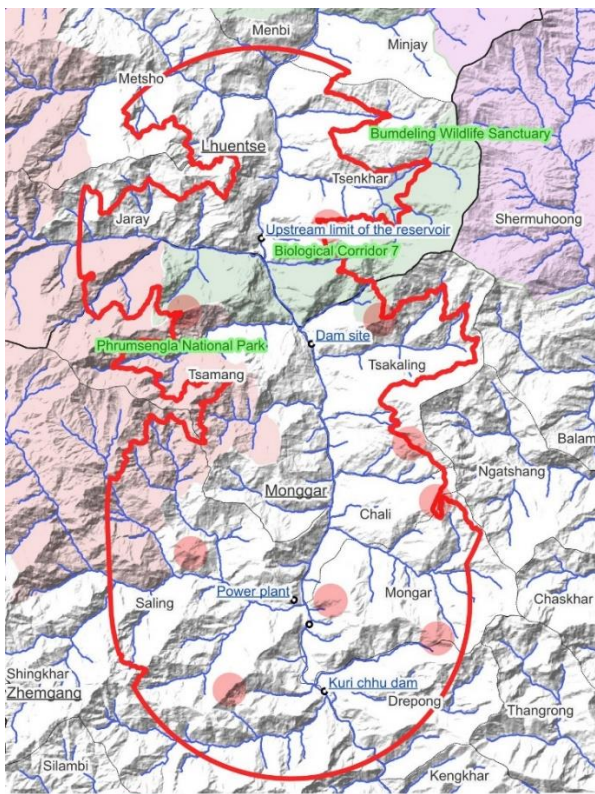 Menbi
Minjay
Metsho
Bumdeling Wildlife Sanctuary
Lhuentse
Tsenkhar
Jaray
Shermuhoong
Upstream limit of the reservoir
Biological Corridor 7
Dam site
Phrumsengla National Park
Tsakaling
Tsamang
Balam
Ngatshang
Monggar
Chali
Power plant
Mongar
Chaskhar
Saling
Shingkhar
Kuri chhu dam
Zhemgang
Drepong
Thangrong
Silambi
Kengkhar